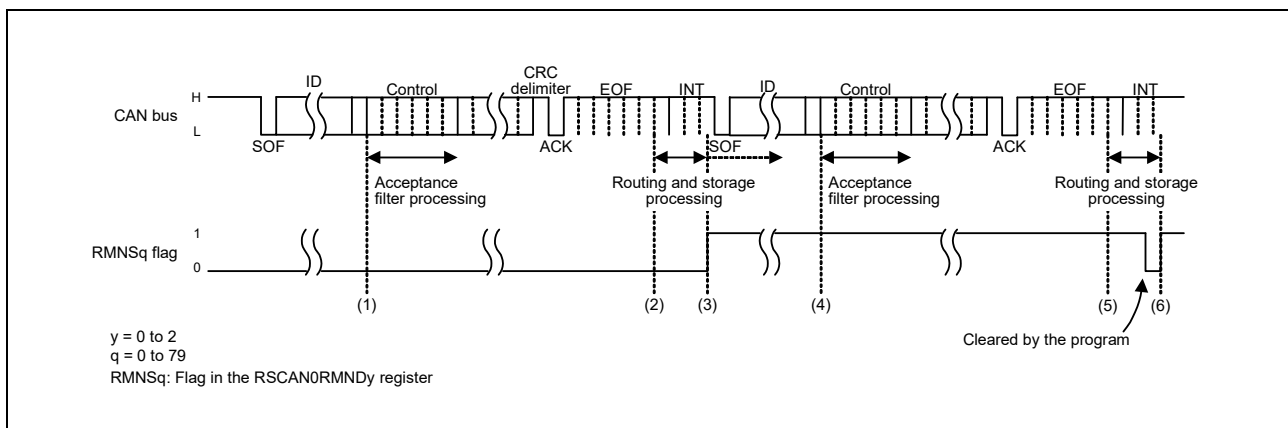 ID
Control
CRC
delimiter
EOF
INT
ID
Control
EOF
INT
CAN bus
H
L
SOF
ACK
SOF
ACK
Acceptance
filter processing
Routing and storage
processing
Acceptance
filter processing
Routing and storage
processing
RMNSq flag
1
0
(1)
(2)
(3)
(4)
(5)
(6)
Cleared by the program
y = 0 to 2
q = 0 to 79
RMNSq: Flag in the RSCAN0RMNDy register